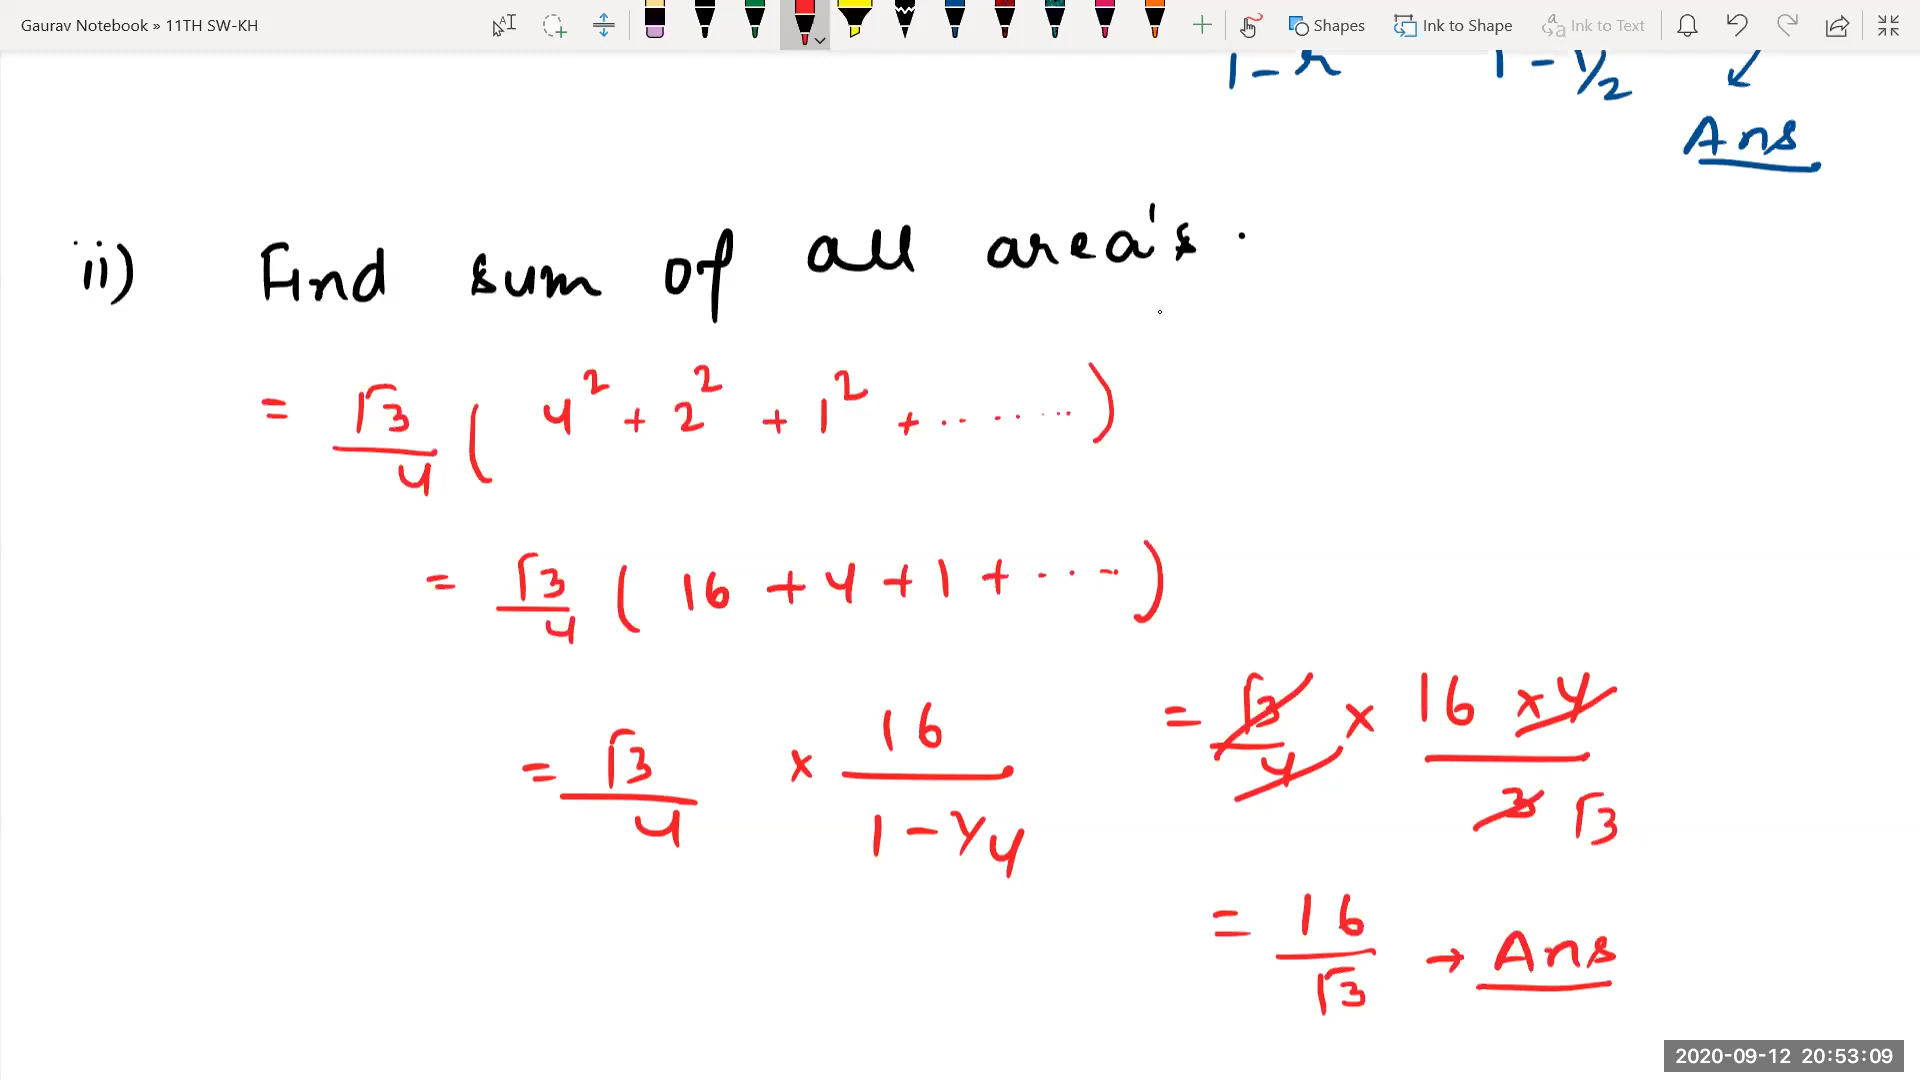 Gaurav Notebook » 11TH SW-KH
Shapes Ink to Shape Ink to Text
1 - r 1 - 1/2
Ans
ii) Find sum of all area's .
= √3/4 ( 4² + 2² + 1² + ....... )
= √3/4 ( 16 + 4 + 1 + ... )
= √3/4 × 16/(1 - 1/4)
= √3/4 × 16 × 4/3 √3
= 16/√3 → Ans
2020-09-12 20:53:09